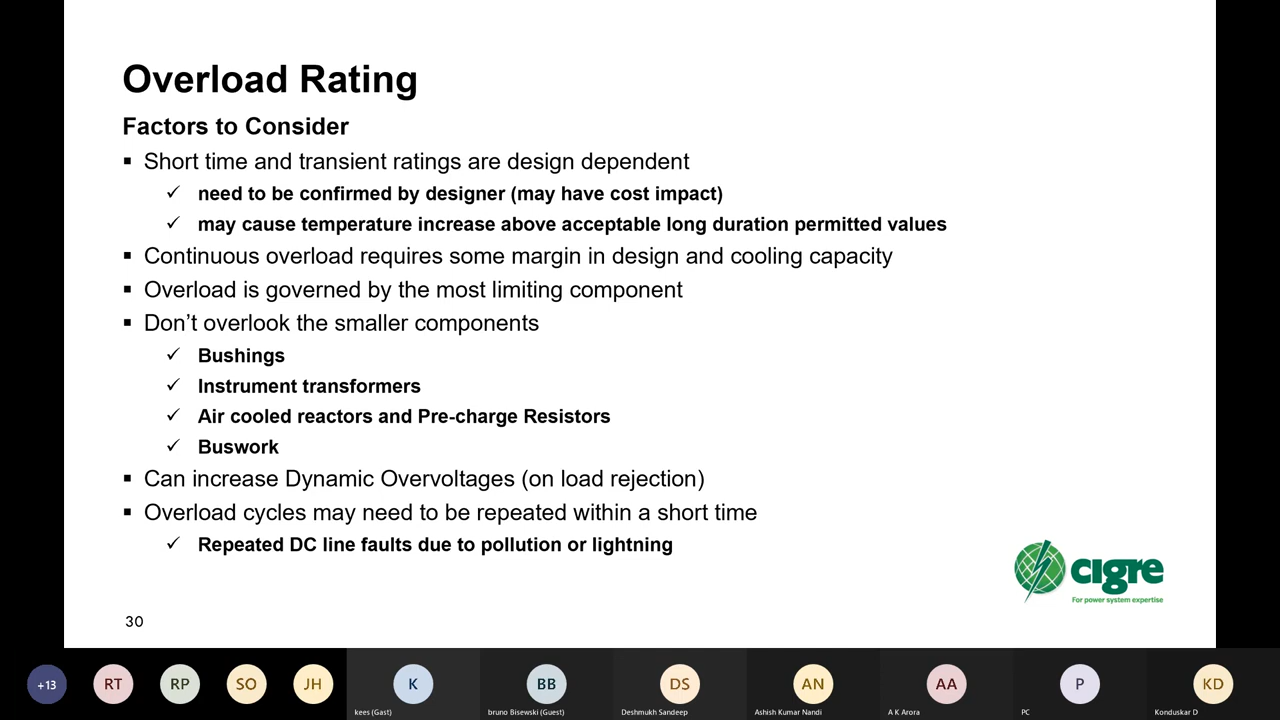 Overload Rating
Factors to Consider
▪ Short time and transient ratings are design dependent
✓ need to be confirmed by designer (may have cost impact)
✓ may cause temperature increase above acceptable long duration permitted values
▪ Continuous overload requires some margin in design and cooling capacity
▪ Overload is governed by the most limiting component
▪ Don’t overlook the smaller components
✓ Bushings
✓ Instrument transformers
✓ Air cooled reactors and Pre-charge Resistors
✓ Buswork
▪ Can increase Dynamic Overvoltages (on load rejection)
▪ Overload cycles may need to be repeated within a short time
✓ Repeated DC line faults due to pollution or lightning
cigre
For power system expertise
30
+13 RT RP SO JH K BB DS AN AA P KD
kees (Gast) bruno Bisewski (Guest) Deshmukh Sandeep Ashish Kumar Nandi A K Arora PC Konduskar D